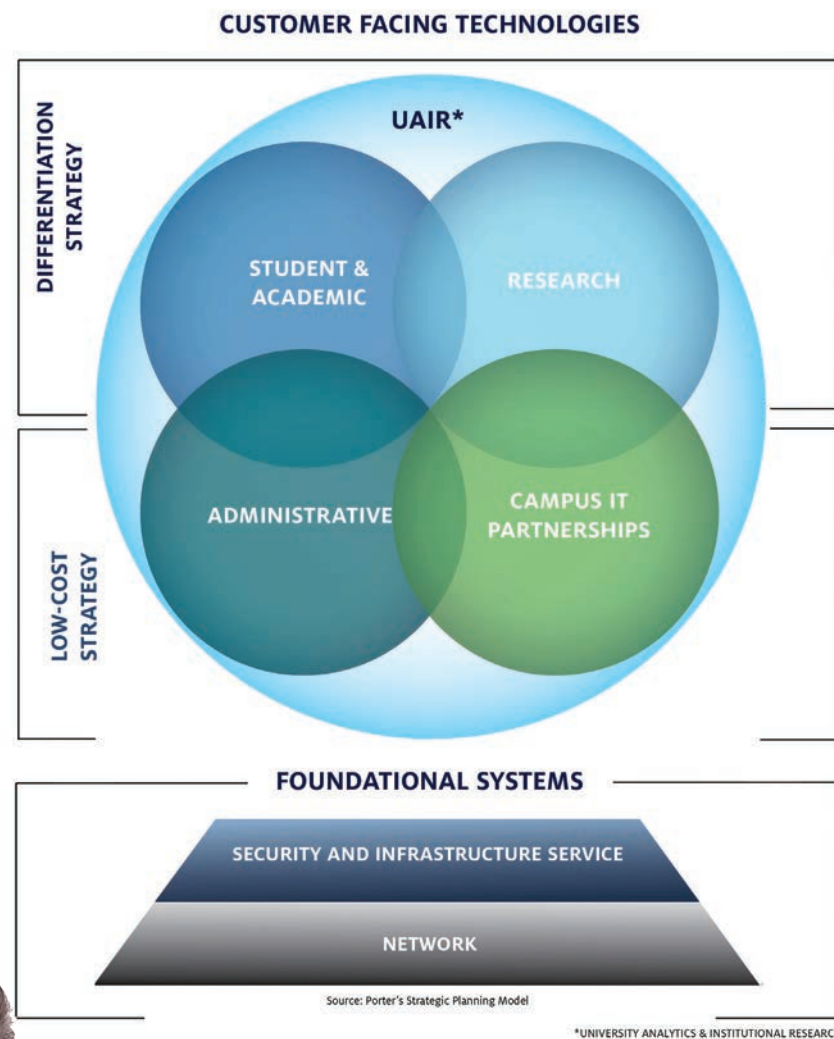 CUSTOMER FACING TECHNOLOGIES
DIFFERENTIATION
STRATEGY
UAIR*
STUDENT &
ACADEMIC
RESEARCH
LOW-COST
STRATEGY
ADMINISTRATIVE
CAMPUS IT
PARTNERSHIPS
FOUNDATIONAL SYSTEMS
SECURITY AND INFRASTRUCTURE SERVICE
NETWORK
Source: Porter's Strategic Planning Model
*UNIVERSITY ANALYTICS & INSTITUTIONAL RESEARC